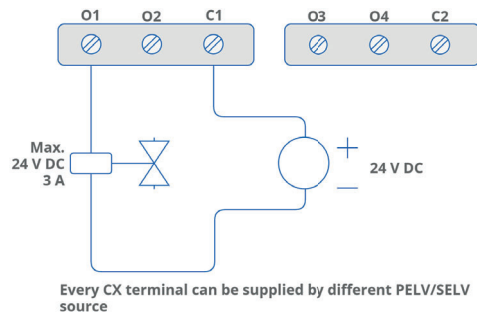 O1 O2 C1 O3 O4 C2
Max.
24 V DC
3 A
+
24 V DC
—
Every CX terminal can be supplied by different PELV/SELV
source